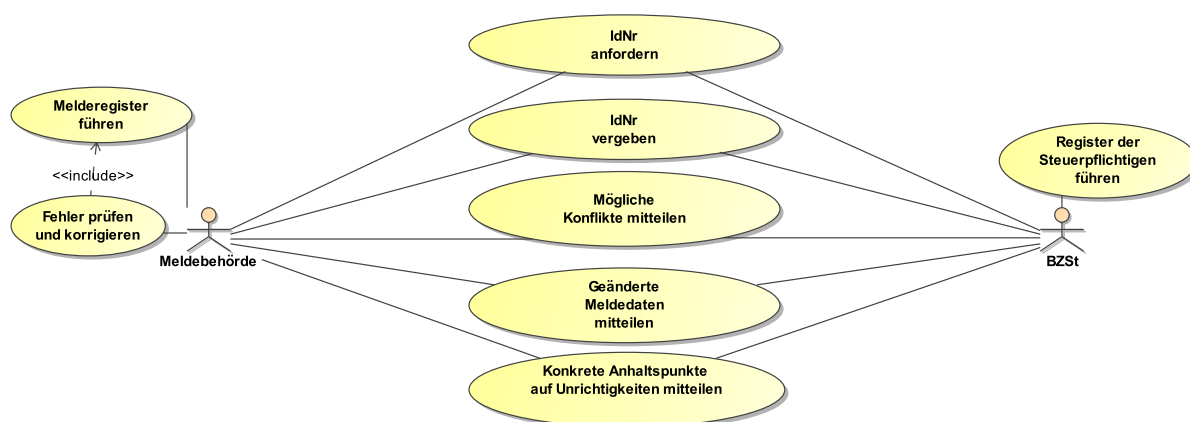 IdNr
anfordern
Melderegister
führen
IdNr
vergeben
Register der
Steuerpflichtigen
führen
<<include>>
Mögliche
Konflikte mitteilen
Fehler prüfen
und korrigieren
Meldebehörde
BZSt
Geänderte
Meldedaten
mitteilen
Konkrete Anhaltspunkte
auf Unrichtigkeiten mitteilen